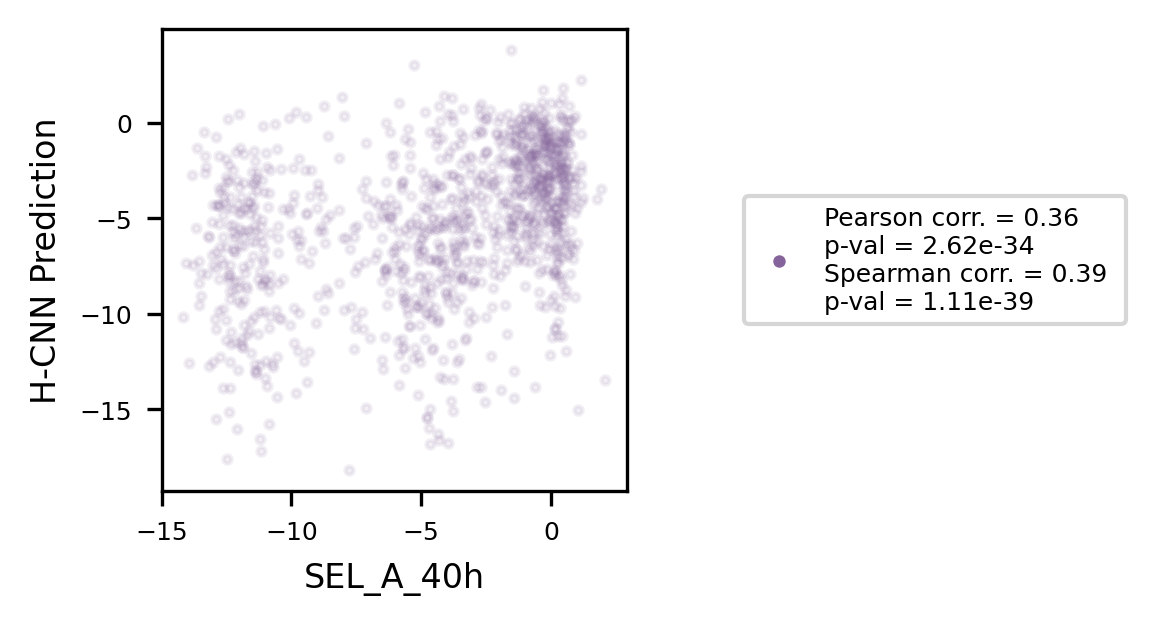 H-CNN Prediction
0
−5
−10
−15
−15
−10
−5
0
SEL_A_40h
Pearson corr. = 0.36
p-val = 2.62e-34
Spearman corr. = 0.39
p-val = 1.11e-39